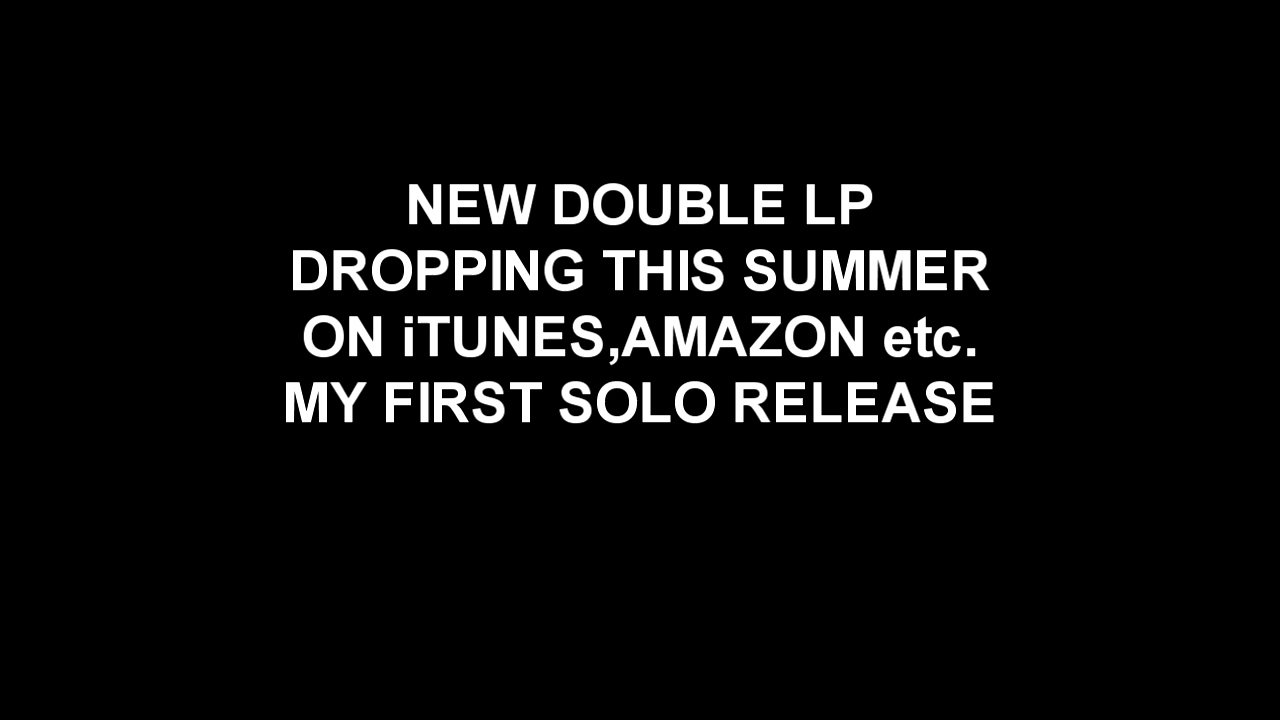 NEW DOUBLE LP
DROPPING THIS SUMMER
ON iTUNES,AMAZON etc.
MY FIRST SOLO RELEASE